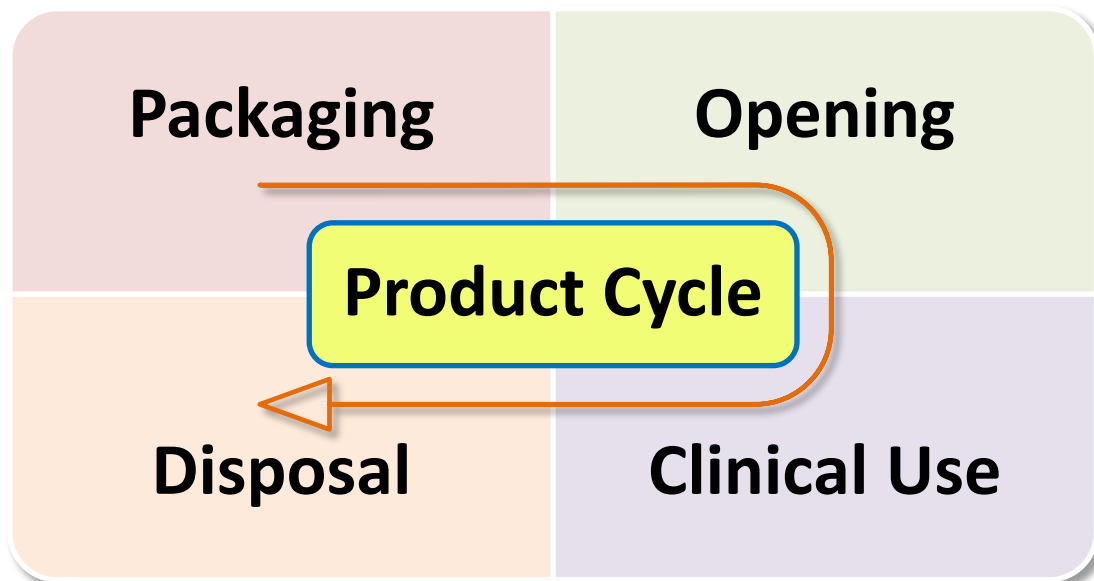 Packaging
Opening
Product Cycle
Disposal
Clinical Use